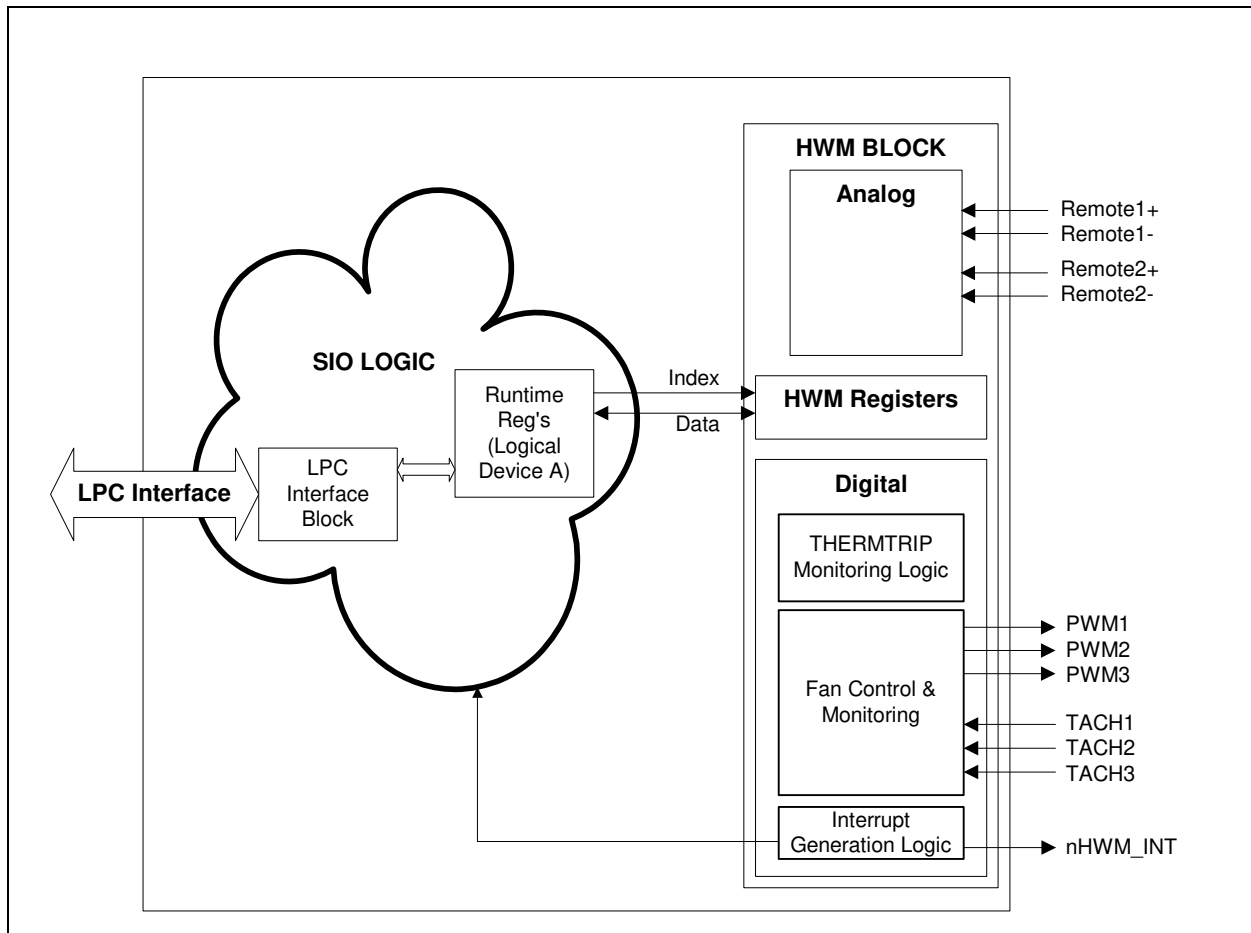 HWM BLOCK
Analog
Remote1+
Remote1-
Remote2+
Remote2-
SIO LOGIC
Runtime
Reg's
(Logical
Device A)
Index
Data
HWM Registers
LPC Interface
LPC
Interface
Block
Digital
THERMTRIP
Monitoring Logic
Fan Control &
Monitoring
PWM1
PWM2
PWM3
TACH1
TACH2
TACH3
Interrupt
Generation Logic
nHWM_INT